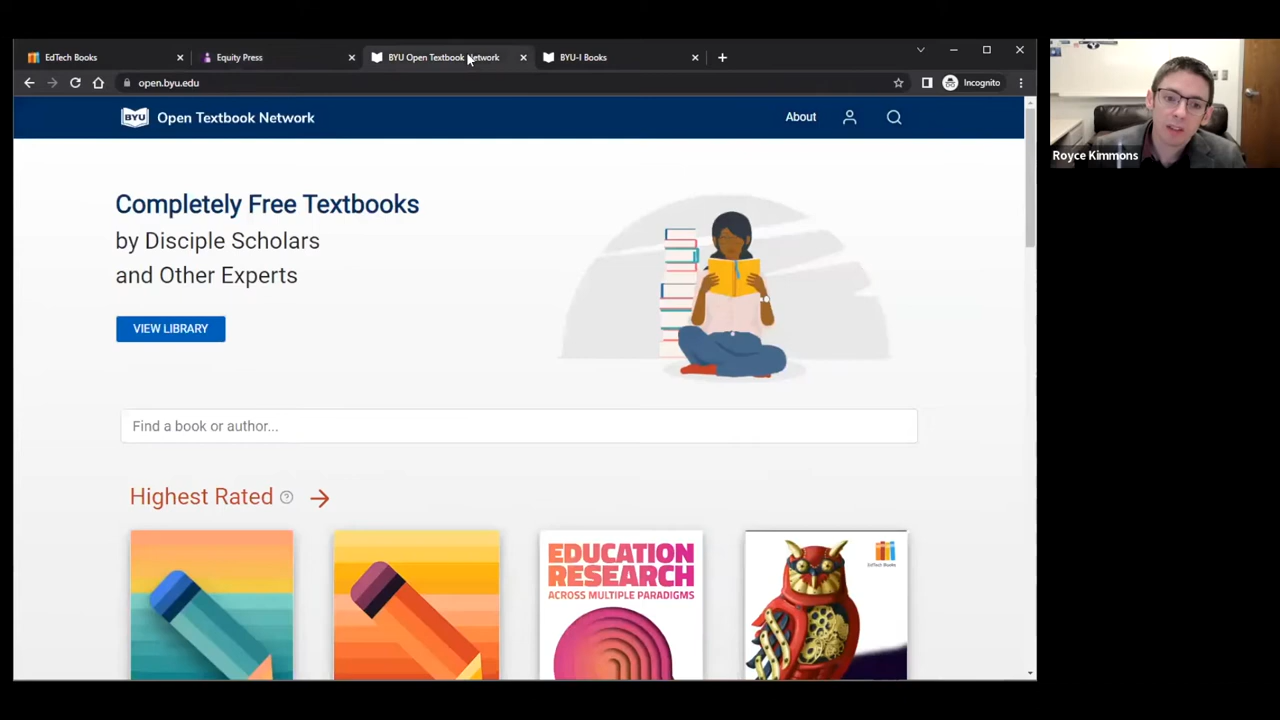 EdTech Books
Equity Press
BYU Open Textbook Network
BYU-I Books
open.byu.edu
Incognito
BYU Open Textbook Network
About
Completely Free Textbooks
by Disciple Scholars
and Other Experts
VIEW LIBRARY
Find a book or author...
Highest Rated ?
EDUCATION
RESEARCH
ACROSS MULTIPLE PARADIGMS
EdTech Books
Royce Kimmons